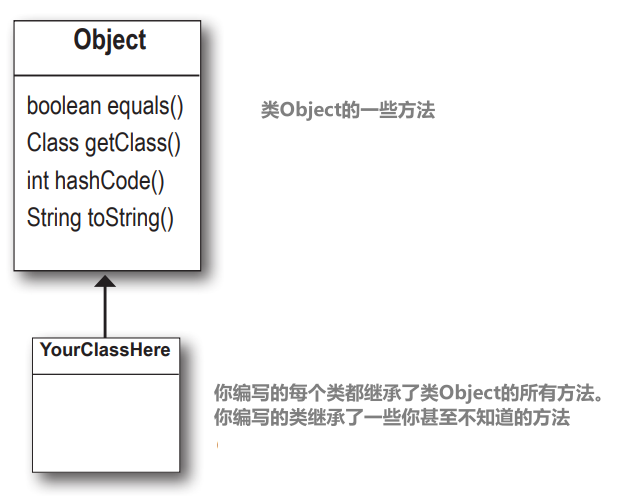 Object
boolean equals()
类Object的一些方法
Class getClass()
int hashCode()
String toString()
YourClassHere
你编写的每个类都继承了类Object的所有方法。
你编写的类继承了一些你甚至不知道的方法